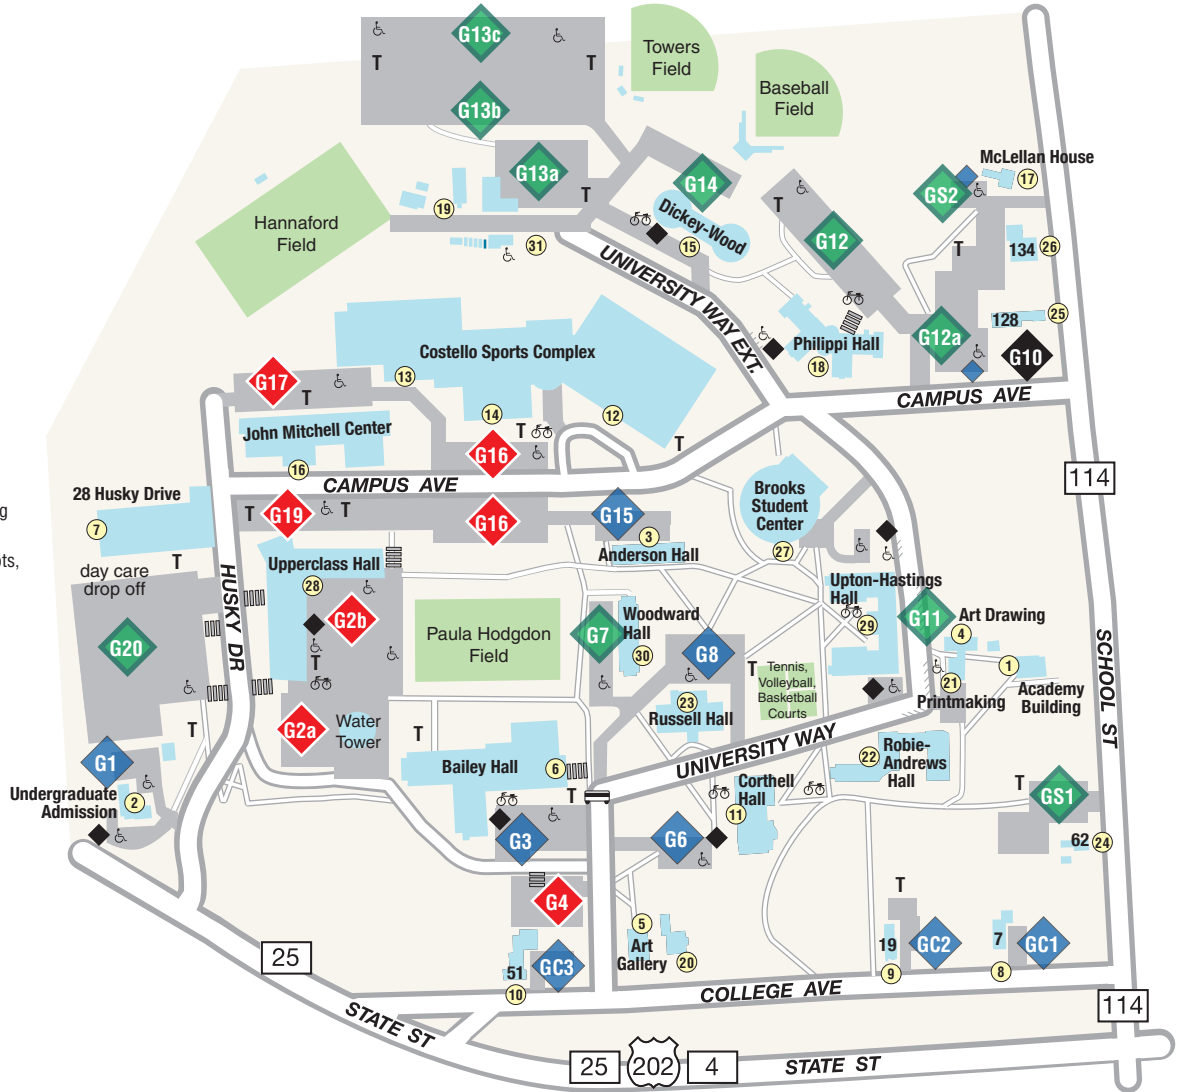 G13c
T
T
Towers
Field
G13b
Baseball
Field
G13a
T
G14
McLellan House
17
GS2
19
Hannaford
Field
31
Dickey-Wood
15
T
G12
T
134
26
UNIVERSITY WAY EXT.
128
25
G12a
G10
Philippi Hall
18
Costello Sports Complex
G17
T
13
14
12
CAMPUS AVE
John Mitchell Center
16
G16
T
T
CAMPUS AVE
114
28 Husky Drive
7
ng
ots,
T
G19
T
G16
G15
3
Anderson Hall
Brooks
Student
Center
27
day care
drop off
T
HUSKY DR
Upperclass Hall
28
G2b
T
G20
Paula Hodgdon
Field
G7
Woodward
Hall
30
G8
T
Upton-Hastings
Hall
29
G11
Art Drawing
4
1
Academy
Building
21
Printmaking
SCHOOL ST
Tennis,
Volleyball,
Basketball
Courts
23
Russell Hall
G2a
Water
Tower
T
T
UNIVERSITY WAY
G1
Undergraduate
Admission
2
Bailey Hall
6
T
Corthell
Hall
11
22
Robie-
Andrews
Hall
T
GS1
62
24
G3
G6
G4
T
5
Art
Gallery
20
19
GC2
9
7
GC1
8
25
51
GC3
10
COLLEGE AVE
114
STATE ST
25
202
4
STATE ST